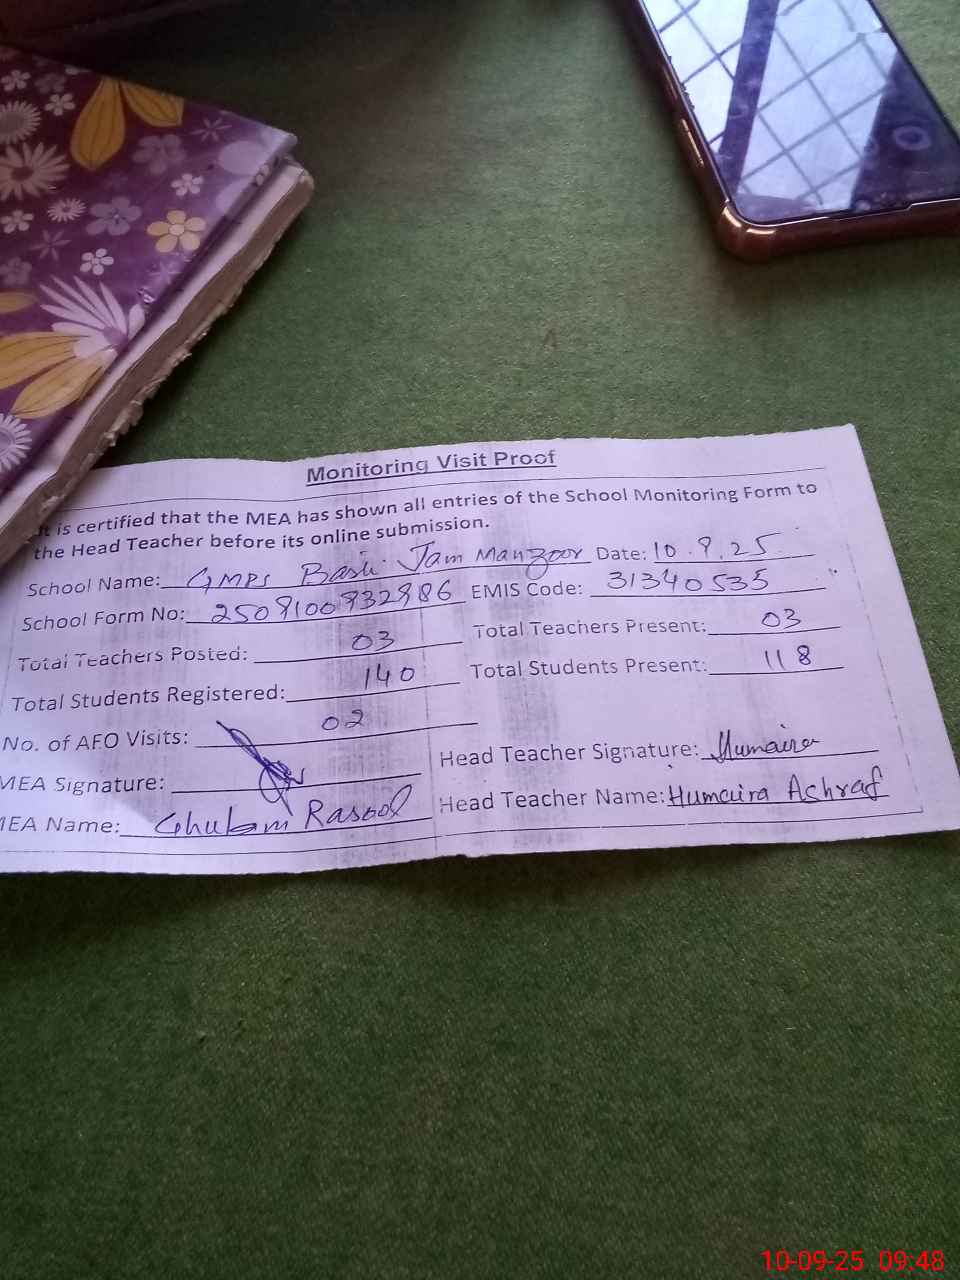 Monitoring Visit Proof
It is certified that the MEA has shown all entries of the School Monitoring Form to
the Head Teacher before its online submission.
School Name: GMPS Basti Jam Manzoor Date: 10.9.25
School Form No: 2509100932986 EMIS Code: 31340535
Total Teachers Posted: 03 Total Teachers Present: 03
Total Students Registered: 140 Total Students Present: 118
No. of AEO Visits: 02
MEA Signature: Head Teacher Signature: Humaira
MEA Name: Ghulam Rasool Head Teacher Name: Humaira Ashraf
10-09-25 09:48